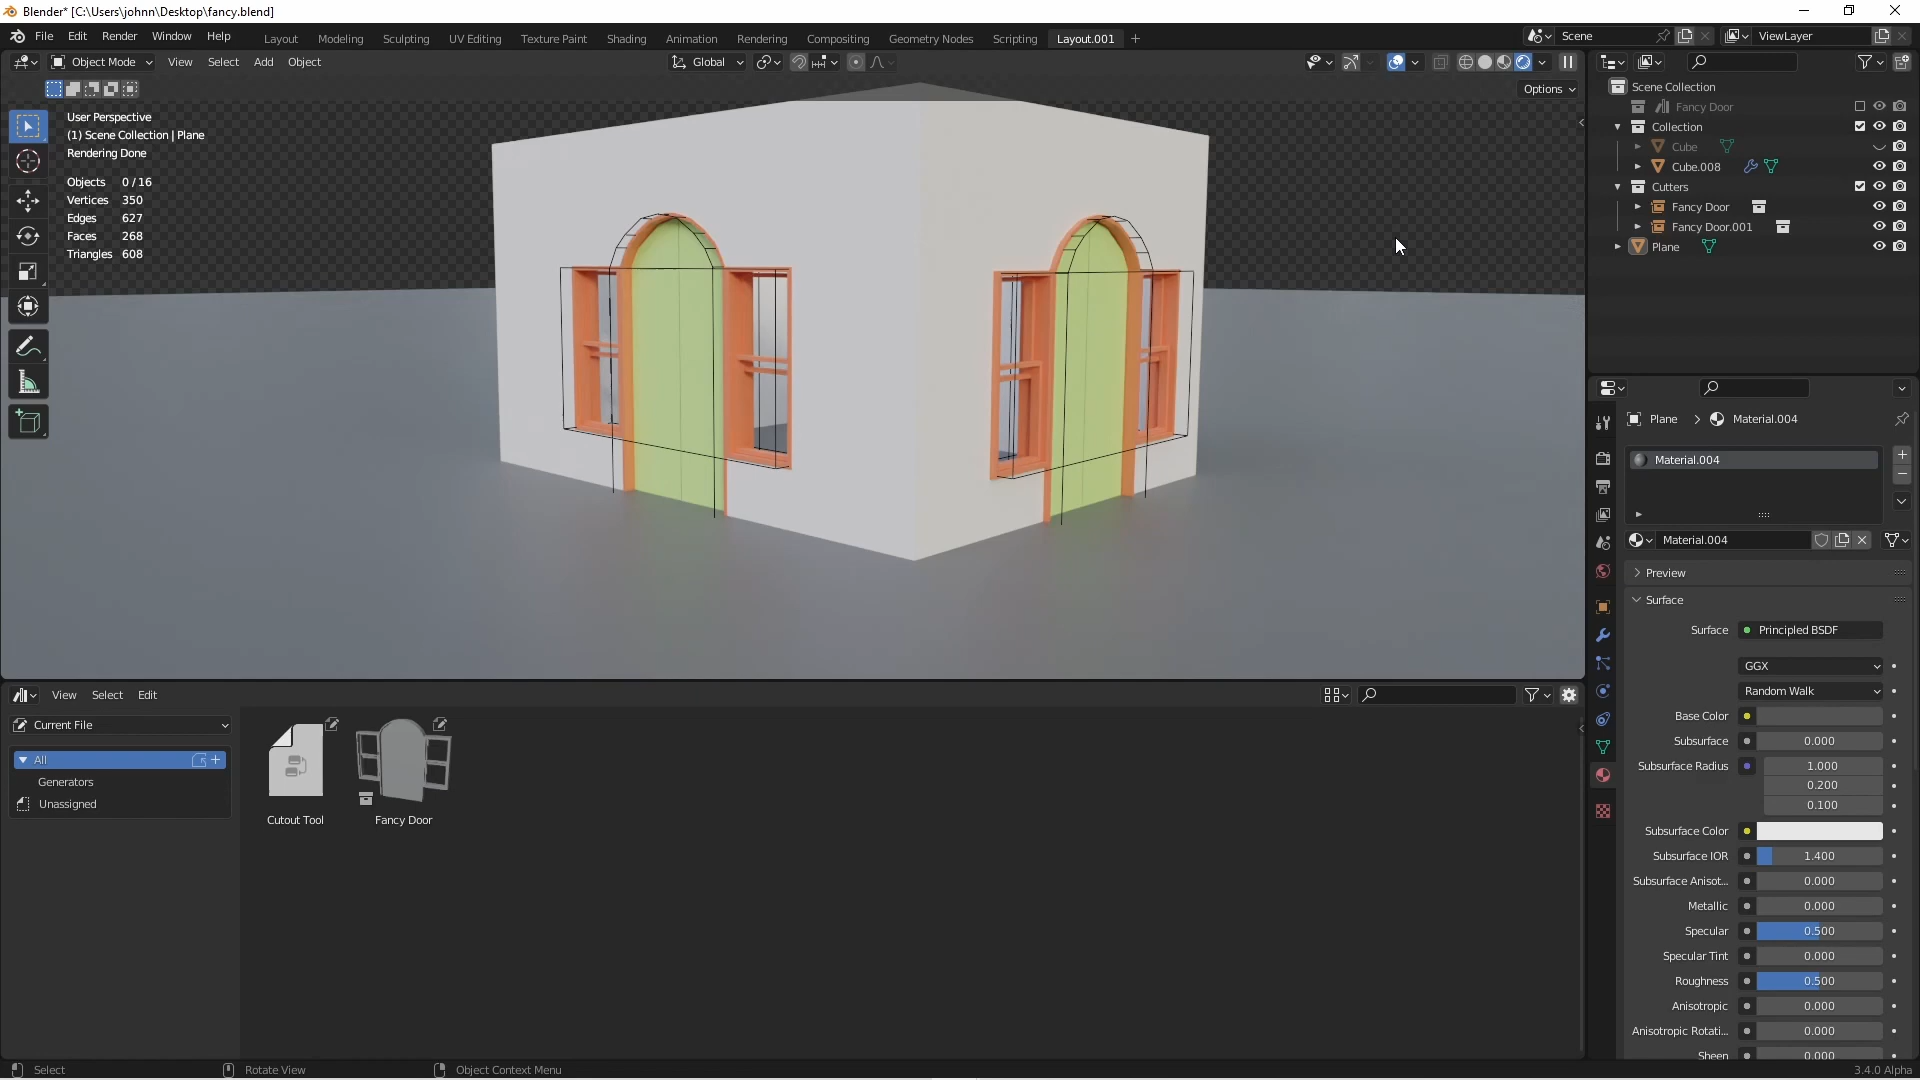 Blender* [C:\Users\johnn\Desktop\fancy.blend]
File Edit Render Window Help Layout Modeling Sculpting UV Editing Texture Paint Shading Animation Rendering Compositing Geometry Nodes Scripting Layout.001 + Scene ViewLayer
Object Mode View Select Add Object Global
Options
User Perspective
(1) Scene Collection | Plane
Rendering Done
Objects 0/16
Vertices 350
Edges 627
Faces 268
Triangles 608
Scene Collection
Fancy Door
Collection
Cube
Cube.008
Cutters
Fancy Door
Fancy Door.001
Plane
Plane > Material.004
Material.004
Material.004
Preview
Surface
Surface Principled BSDF
GGX
Random Walk
Base Color
Subsurface 0.000
Subsurface Radius 1.000
0.200
0.100
Subsurface Color
Subsurface IOR 1.400
Subsurface Anisot... 0.000
Metallic 0.000
Specular 0.500
Specular Tint 0.000
Roughness 0.500
Anisotropic 0.000
Anisotropic Rotati... 0.000
Sheen 0.000
View Select Edit
Current File
All
Generators
Unassigned
Cutout Tool Fancy Door
Select Rotate View Object Context Menu 3.4.0 Alpha